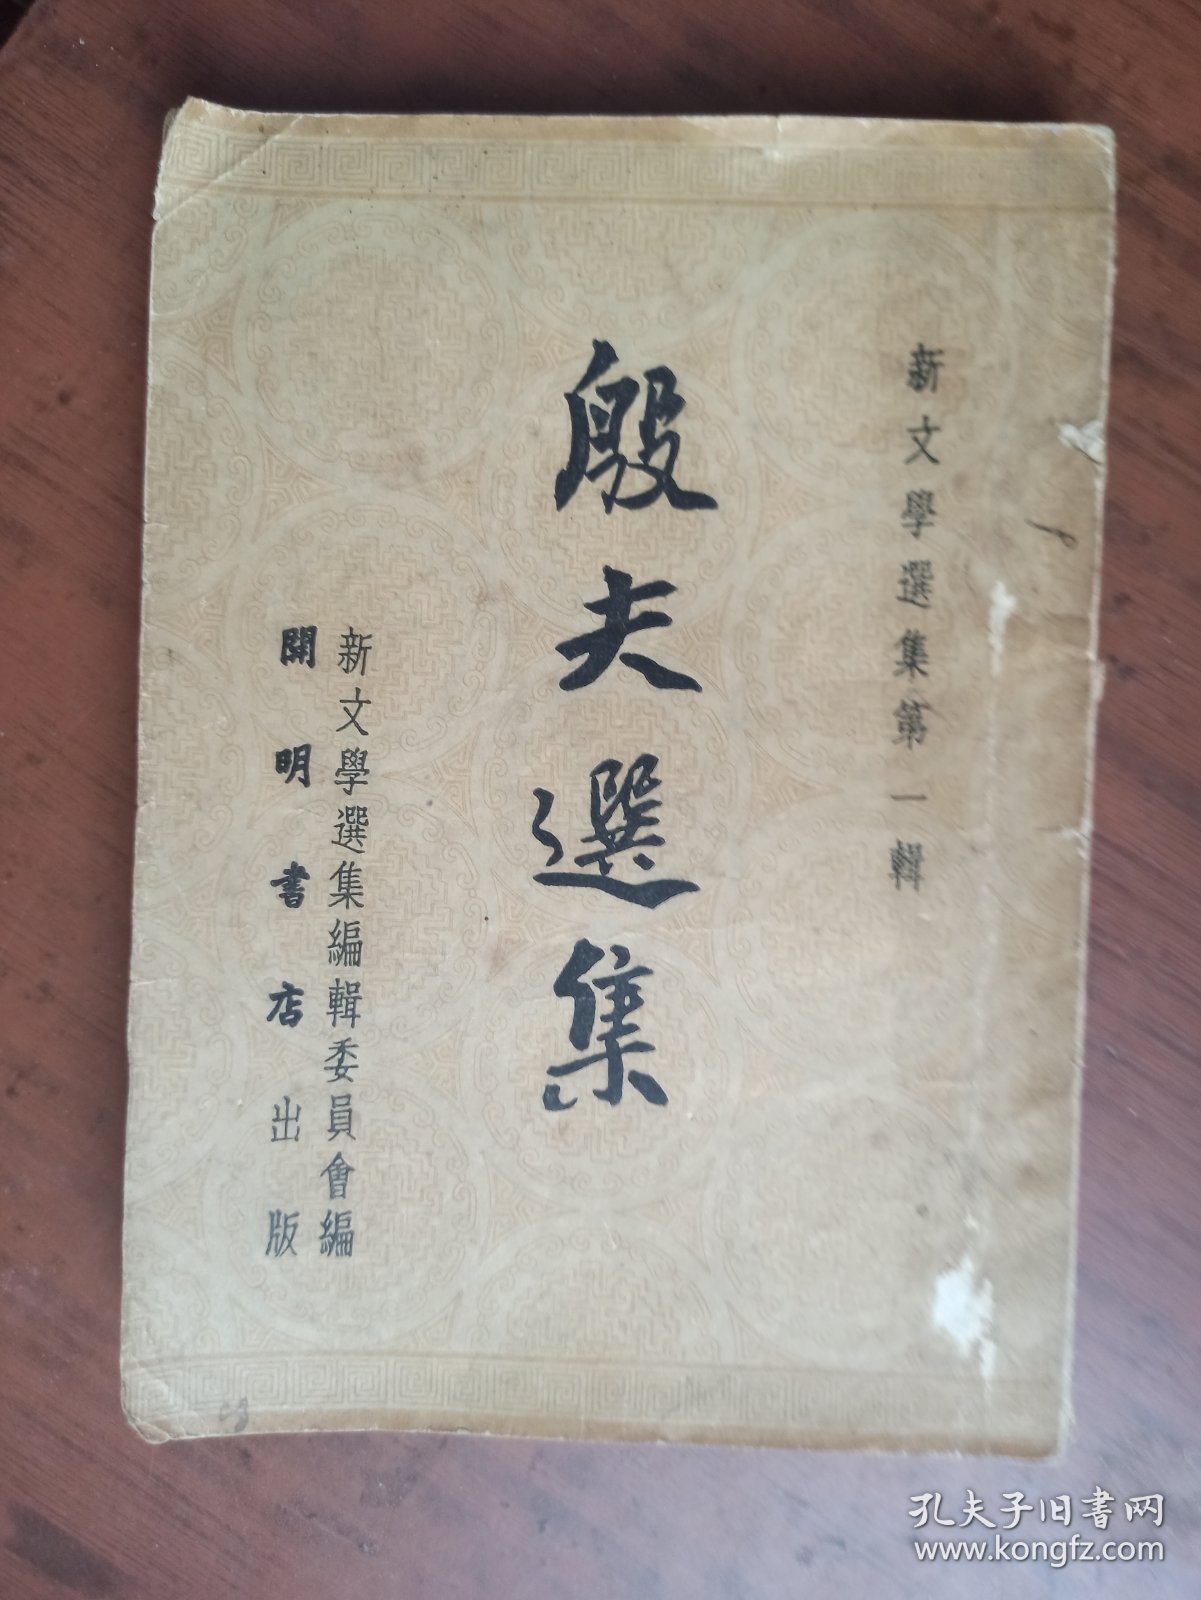 新文學選集第一輯
殷夫選集
新文學選集編輯委員會編
開明書店出版
孔夫子旧书网
www.kongfz.com